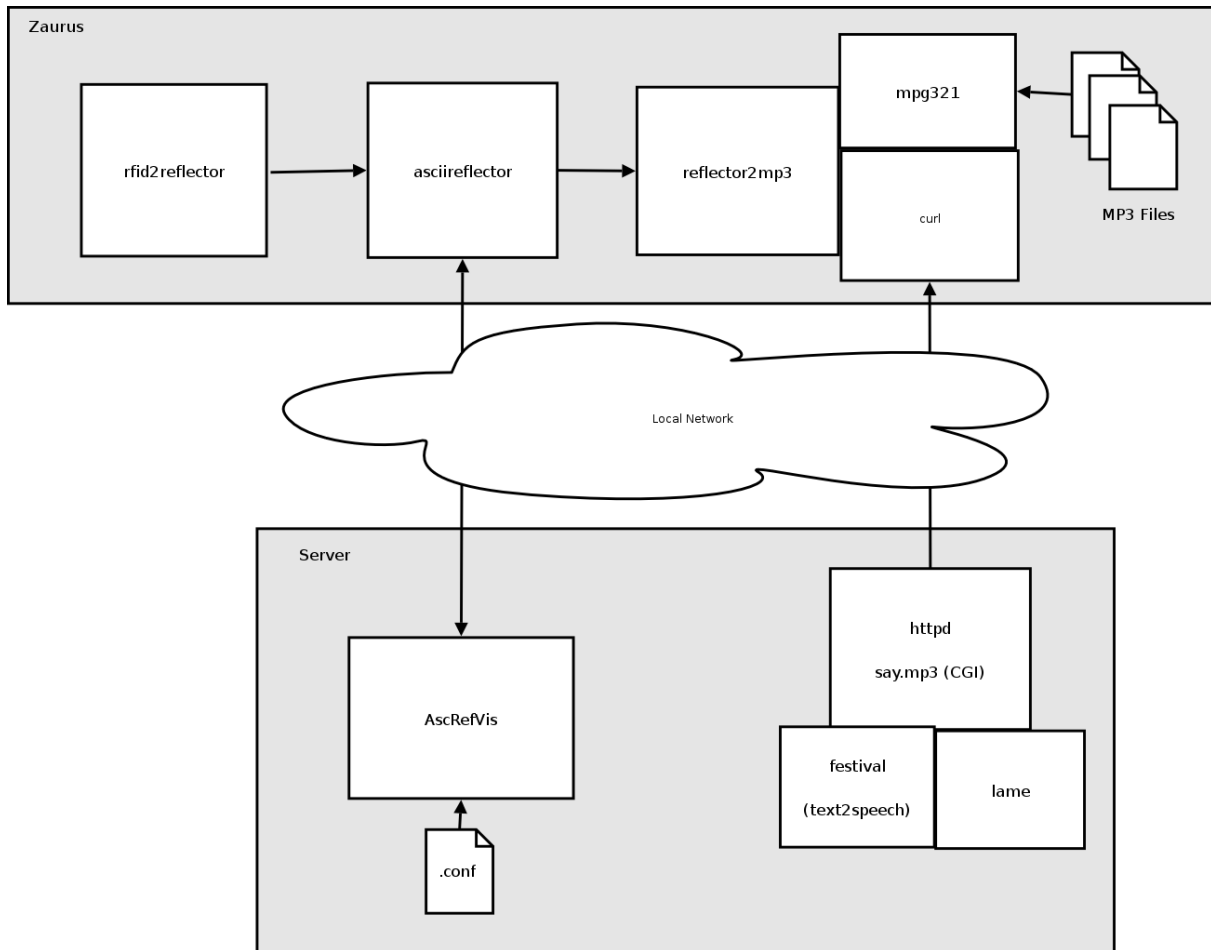 Zaurus
rfid2reflector
asciireflector
reflector2mp3
mpg321
curl
MP3 Files
Local Network
Server
AscRefVis
.conf
httpd
say.mp3 (CGI)
festival
(text2speech)
lame